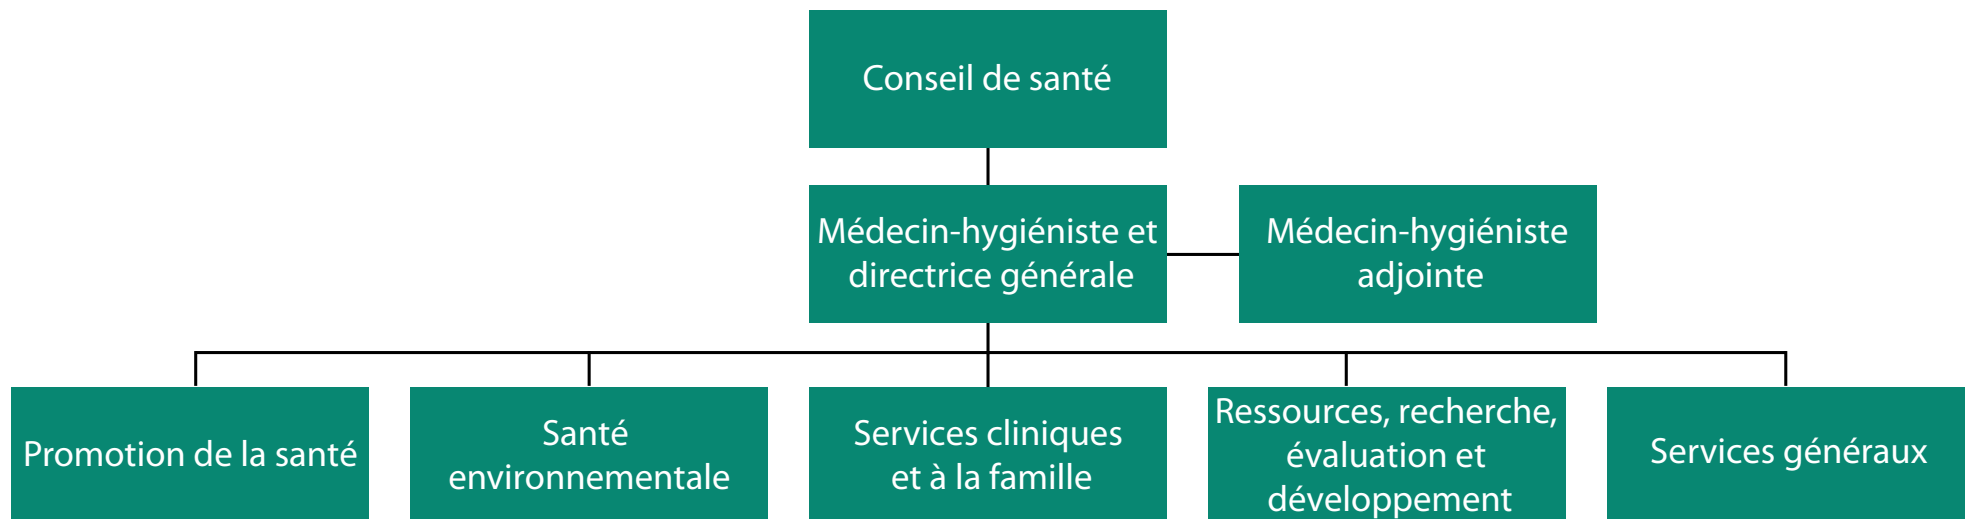 Conseil de santé
Médecin-hygiéniste et
directrice générale
Médecin-hygiéniste
adjointe
Promotion de la santé
Santé
environnementale
Services cliniques
et à la famille
Ressources, recherche,
évaluation et
développement
Services généraux